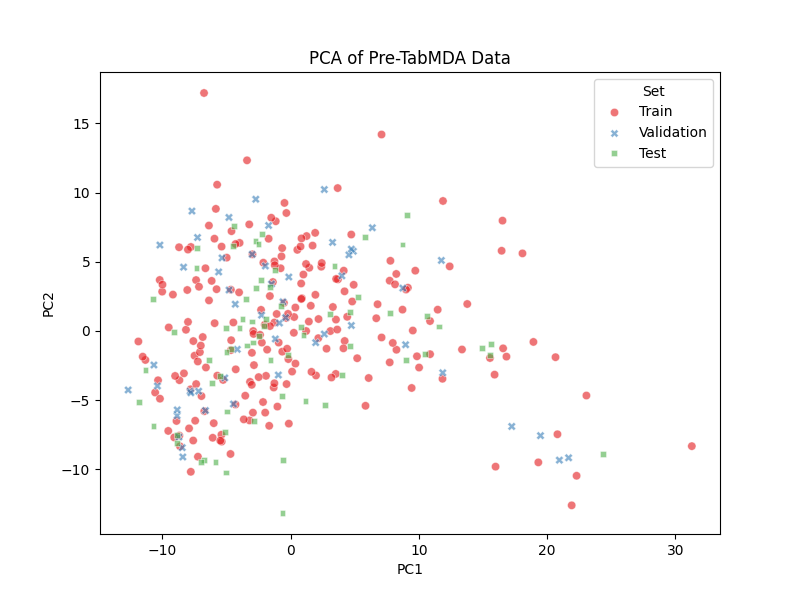 PCA of Pre-TabMDA Data
Set
Train
Validation
Test
15
10
5
0
−5
−10
PC2
−10
0
10
20
30
PC1